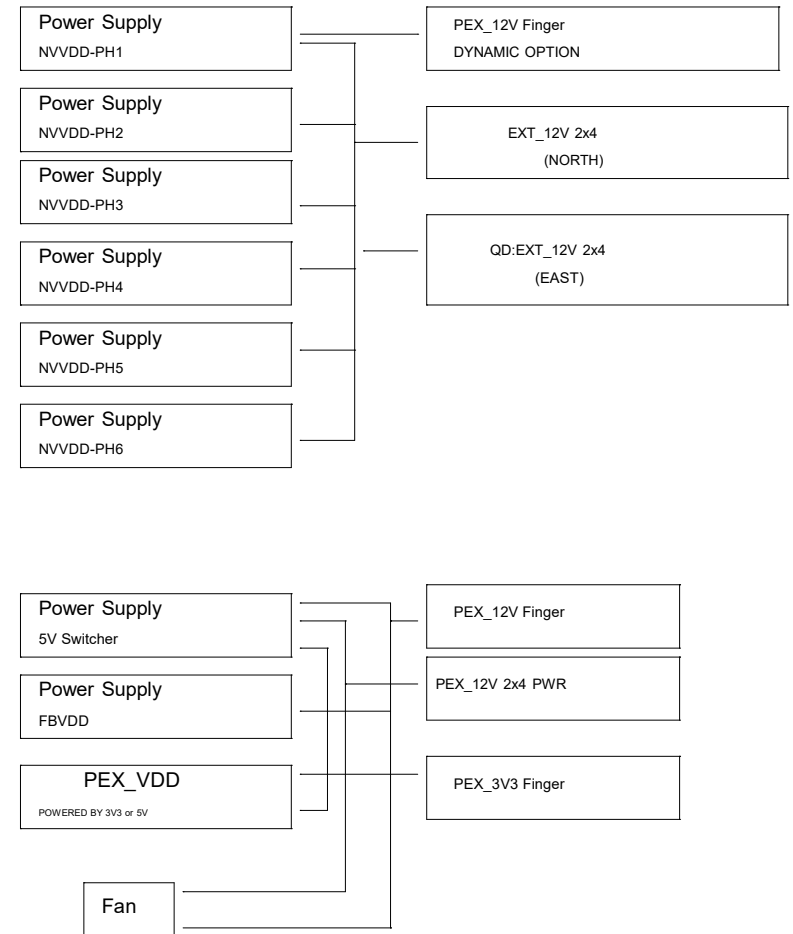 Power Supply
NVVDD-PH1
PEX_12V Finger
DYNAMIC OPTION
Power Supply
NVVDD-PH2
EXT_12V 2x4
(NORTH)
Power Supply
NVVDD-PH3
Power Supply
NVVDD-PH4
QD:EXT_12V 2x4
(EAST)
Power Supply
NVVDD-PH5
Power Supply
NVVDD-PH6
Power Supply
5V Switcher
PEX_12V Finger
Power Supply
FBVDD
PEX_12V 2x4 PWR
PEX_VDD
POWERED BY 3V3 or 5V
PEX_3V3 Finger
Fan